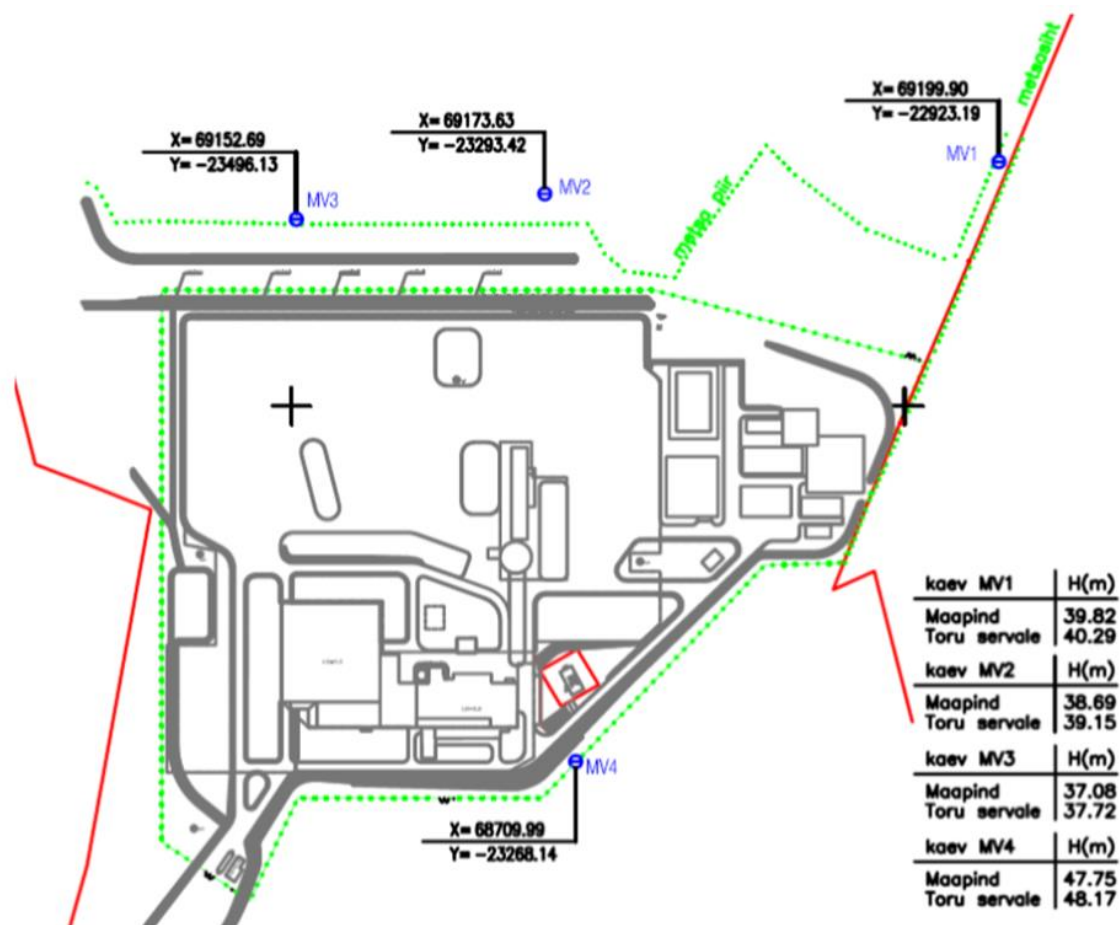 metsasiht
X= 69199.90
Y= -22923.19
MV1
X= 69173.63
Y= -23293.42
MV2
X= 69152.69
Y= -23496.13
MV3
metsa piir
kaev MV1 H(m)
Maapind 39.82
Toru servale 40.29
kaev MV2 H(m)
Maapind 38.69
Toru servale 39.15
kaev MV3 H(m)
Maapind 37.08
Toru servale 37.72
MV4
X= 68709.99
Y= -23268.14
kaev MV4 H(m)
Maapind 47.75
Toru servale 48.17